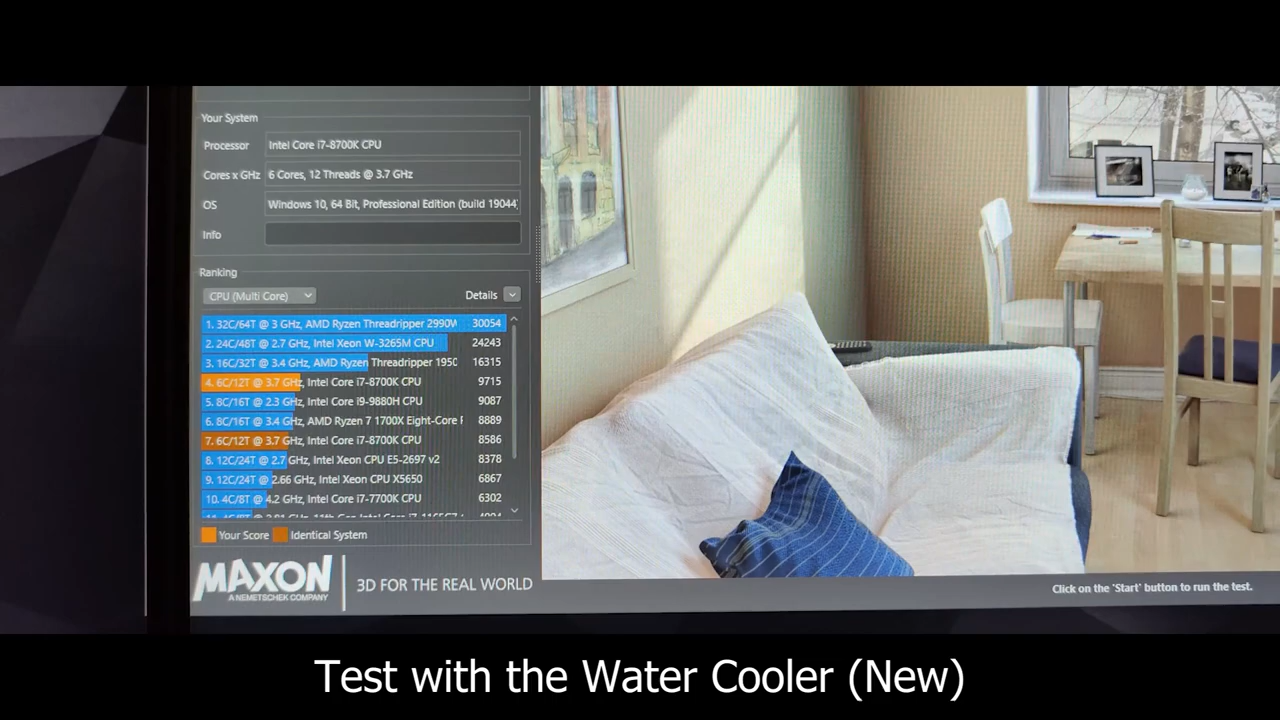 Your System
Processor Intel Core i7-8700K CPU
Cores x GHz 6 Cores, 12 Threads @ 3.7 GHz
OS Windows 10, 64 Bit, Professional Edition (build 19044)
Info
Ranking
CPU (Multi Core) Details
1. 32C/64T @ 3 GHz, AMD Ryzen Threadripper 2990W 30054
2. 24C/48T @ 2.7 GHz, Intel Xeon W-3265M CPU 24243
3. 16C/32T @ 3.4 GHz, AMD Ryzen Threadripper 1950 16315
4. 6C/12T @ 3.7 GHz, Intel Core i7-8700K CPU 9715
5. 8C/16T @ 2.3 GHz, Intel Core i9-9880H CPU 9087
6. 8C/16T @ 3.4 GHz, AMD Ryzen 7 1700X Eight-Core 8889
7. 6C/12T @ 3.7 GHz, Intel Core i7-8700K CPU 8586
8. 12C/24T @ 2.7 GHz, Intel Xeon CPU E5-2697 v2 8378
9. 12C/24T @ 2.66 GHz, Intel Xeon CPU X5650 6867
10. 4C/8T @ 4.2 GHz, Intel Core i7-7700K CPU 6302
Your Score Identical System
MAXON
A NEMETSCHEK COMPANY
3D FOR THE REAL WORLD
Click on the 'Start' button to run the test.
Test with the Water Cooler (New)